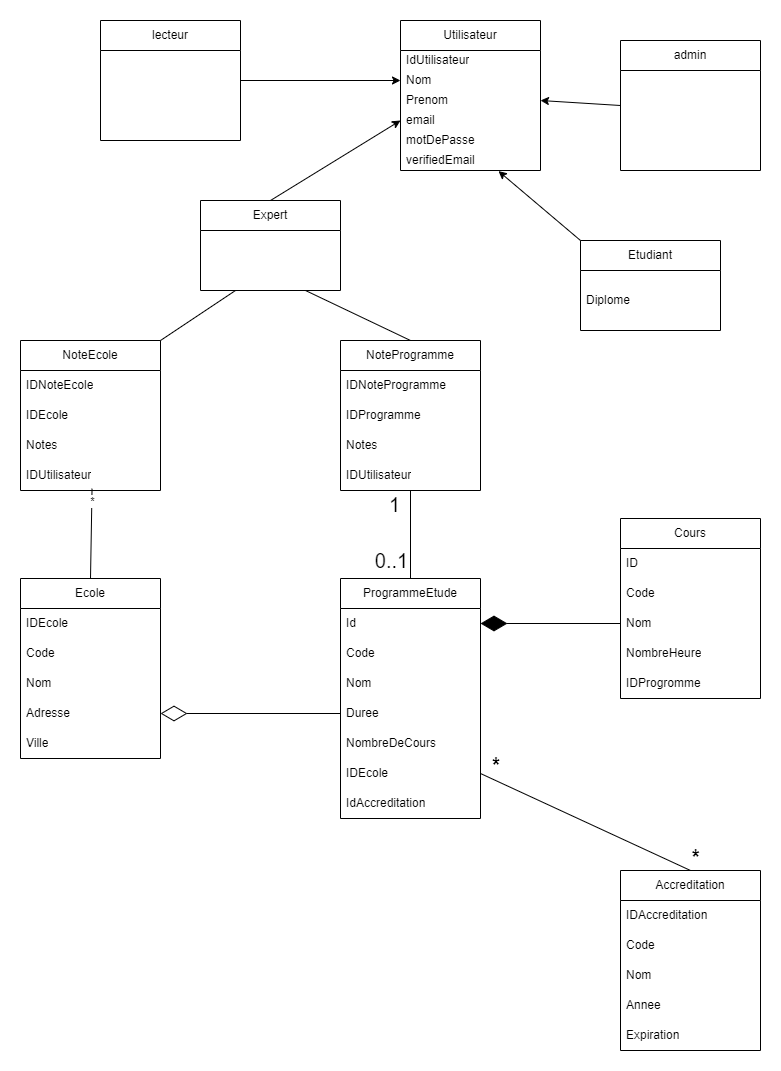 lecteur
Utilisateur
IdUtilisateur
Nom
Prenom
email
motDePasse
verifiedEmail
admin
Expert
Etudiant
Diplome
NoteEcole
IDNoteEcole
IDEcole
Notes
IDUtilisateur
*
NoteProgramme
IDNoteProgramme
IDProgramme
Notes
IDUtilisateur
1
0..1
Ecole
IDEcole
Code
Nom
Adresse
Ville
ProgrammeEtude
Id
Code
Nom
Duree
NombreDeCours
IDEcole
IdAccreditation
Cours
ID
Code
Nom
NombreHeure
IDProgromme
*
*
Accreditation
IDAccreditation
Code
Nom
Annee
Expiration